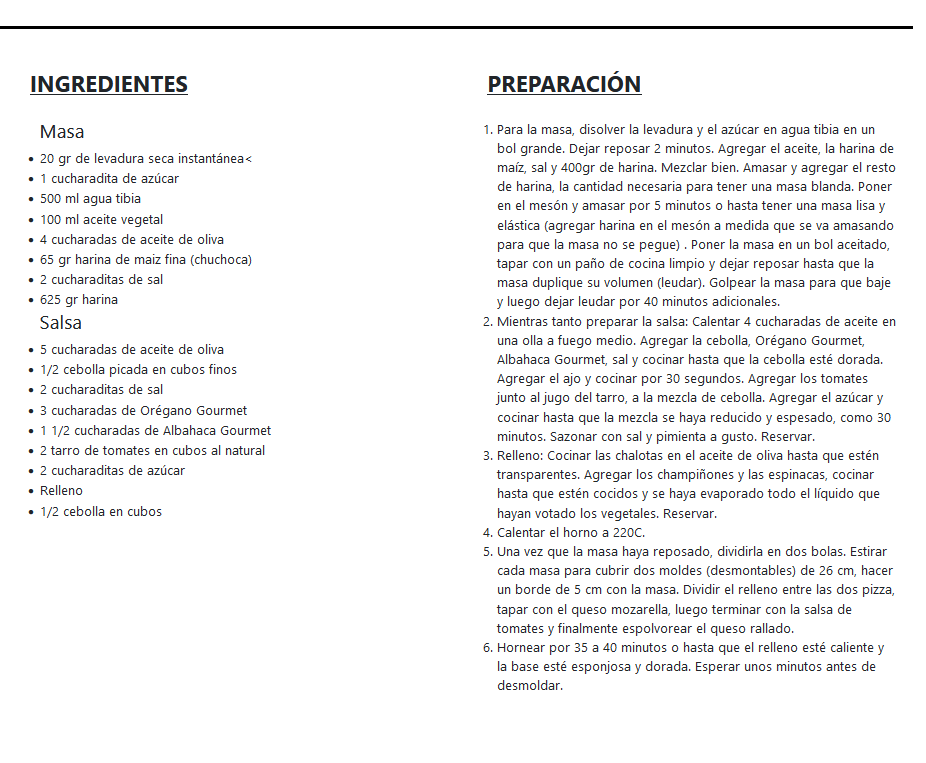 INGREDIENTES
Masa
• 20 gr de levadura seca instantánea<
• 1 cucharadita de azúcar
• 500 ml agua tibia
• 100 ml aceite vegetal
• 4 cucharadas de aceite de oliva
• 65 gr harina de maiz fina (chuchoca)
• 2 cucharaditas de sal
• 625 gr harina
Salsa
• 5 cucharadas de aceite de oliva
• 1/2 cebolla picada en cubos finos
• 2 cucharaditas de sal
• 3 cucharadas de Orégano Gourmet
• 1 1/2 cucharadas de Albahaca Gourmet
• 2 tarro de tomates en cubos al natural
• 2 cucharaditas de azúcar
• Relleno
• 1/2 cebolla en cubos
PREPARACIÓN
1. Para la masa, disolver la levadura y el azúcar en agua tibia en un
bol grande. Dejar reposar 2 minutos. Agregar el aceite, la harina de
maíz, sal y 400gr de harina. Mezclar bien. Amasar y agregar el resto
de harina, la cantidad necesaria para tener una masa blanda. Poner
en el mesón y amasar por 5 minutos o hasta tener una masa lisa y
elástica (agregar harina en el mesón a medida que se va amasando
para que la masa no se pegue) . Poner la masa en un bol aceitado,
tapar con un paño de cocina limpio y dejar reposar hasta que la
masa duplique su volumen (leudar). Golpear la masa para que baje
y luego dejar leudar por 40 minutos adicionales.
2. Mientras tanto preparar la salsa: Calentar 4 cucharadas de aceite en
una olla a fuego medio. Agregar la cebolla, Orégano Gourmet,
Albahaca Gourmet, sal y cocinar hasta que la cebolla esté dorada.
Agregar el ajo y cocinar por 30 segundos. Agregar los tomates
junto al jugo del tarro, a la mezcla de cebolla. Agregar el azúcar y
cocinar hasta que la mezcla se haya reducido y espesado, como 30
minutos. Sazonar con sal y pimienta a gusto. Reservar.
3. Relleno: Cocinar las chalotas en el aceite de oliva hasta que estén
transparentes. Agregar los champiñones y las espinacas, cocinar
hasta que estén cocidos y se haya evaporado todo el líquido que
hayan votado los vegetales. Reservar.
4. Calentar el horno a 220C.
5. Una vez que la masa haya reposado, dividirla en dos bolas. Estirar
cada masa para cubrir dos moldes (desmontables) de 26 cm, hacer
un borde de 5 cm con la masa. Dividir el relleno entre las dos pizza,
tapar con el queso mozarella, luego terminar con la salsa de
tomates y finalmente espolvorear el queso rallado.
6. Hornear por 35 a 40 minutos o hasta que el relleno esté caliente y
la base esté esponjosa y dorada. Esperar unos minutos antes de
desmoldar.